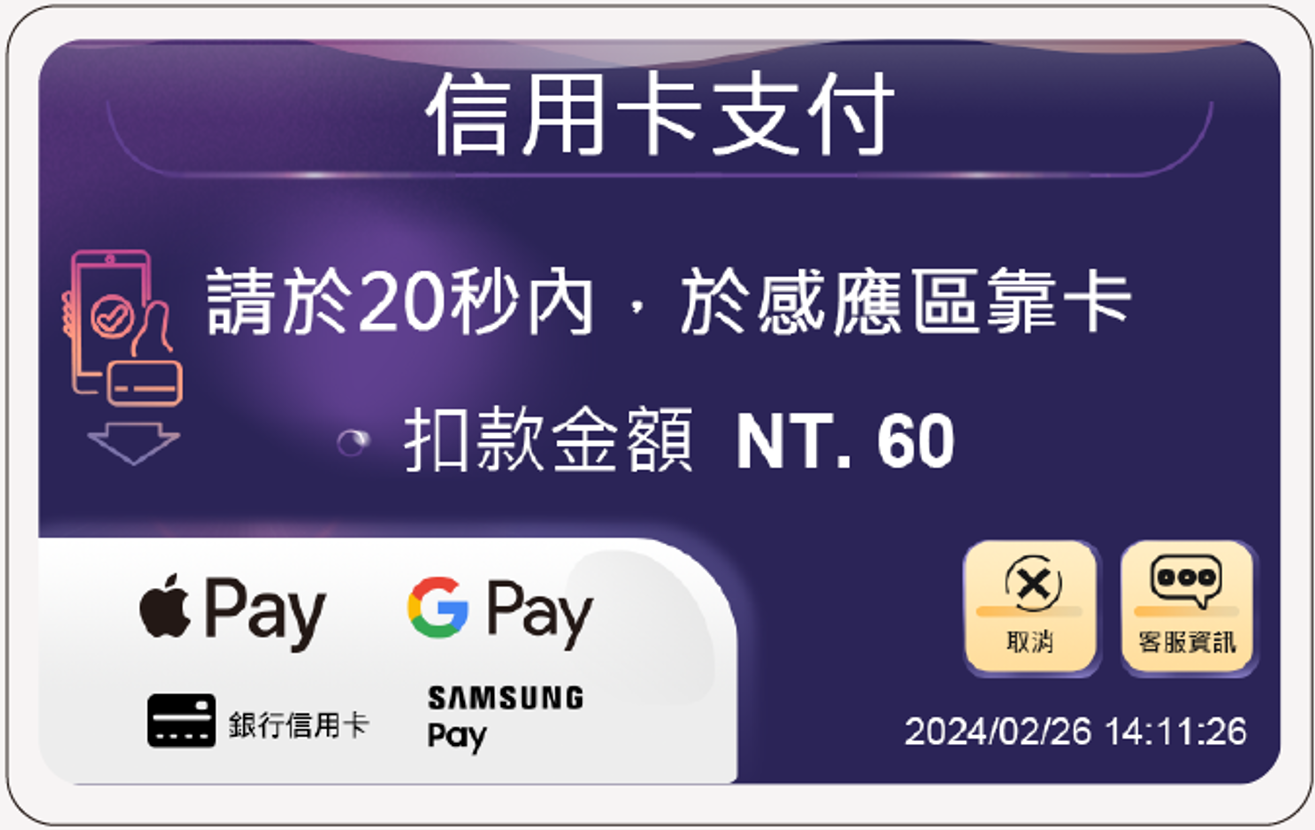 信用卡支付
請於20秒內，於感應區靠卡
扣款金額 NT. 60
Pay
G Pay
銀行信用卡
SAMSUNG
Pay
取消
客服資訊
2024/02/26 14:11:26